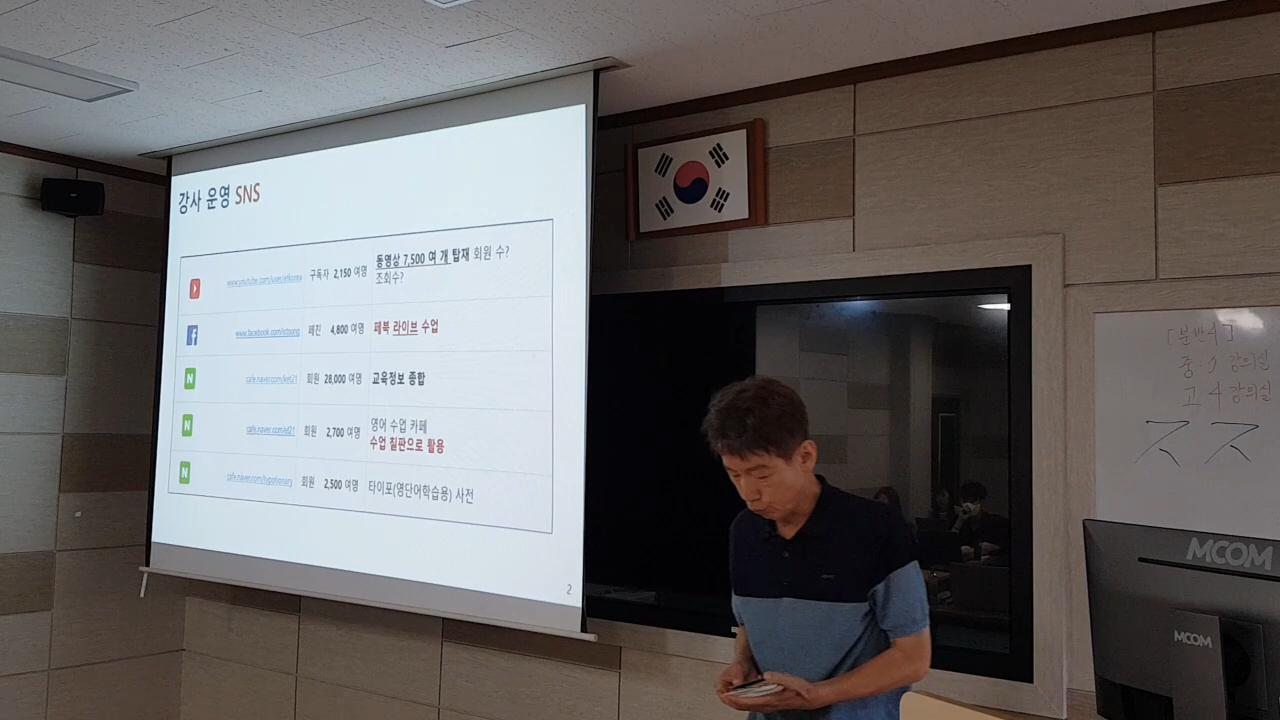 강사 운영 SNS
www.youtube.com/user/etkorea 구독자 2,150 여명 동영상 7,500 여 개 탑재 회원 수?
조회수?
www.facebook.com/ictsong 페친 4,800 여명 페북 라이브 수업
cafe.naver.com/ket21 회원 28,000 여명 교육정보 종합
cafe.naver.com/ed21 회원 2,700 여명 영어 수업 카페
수업 칠판으로 활용
cafe.naver.com/typotionary 회원 2,500 여명 타이포(영단어학습용) 사전
2
[분반4]
중 강의실
고 4 강의실
ㅈㅈ
MCOM
MCOM